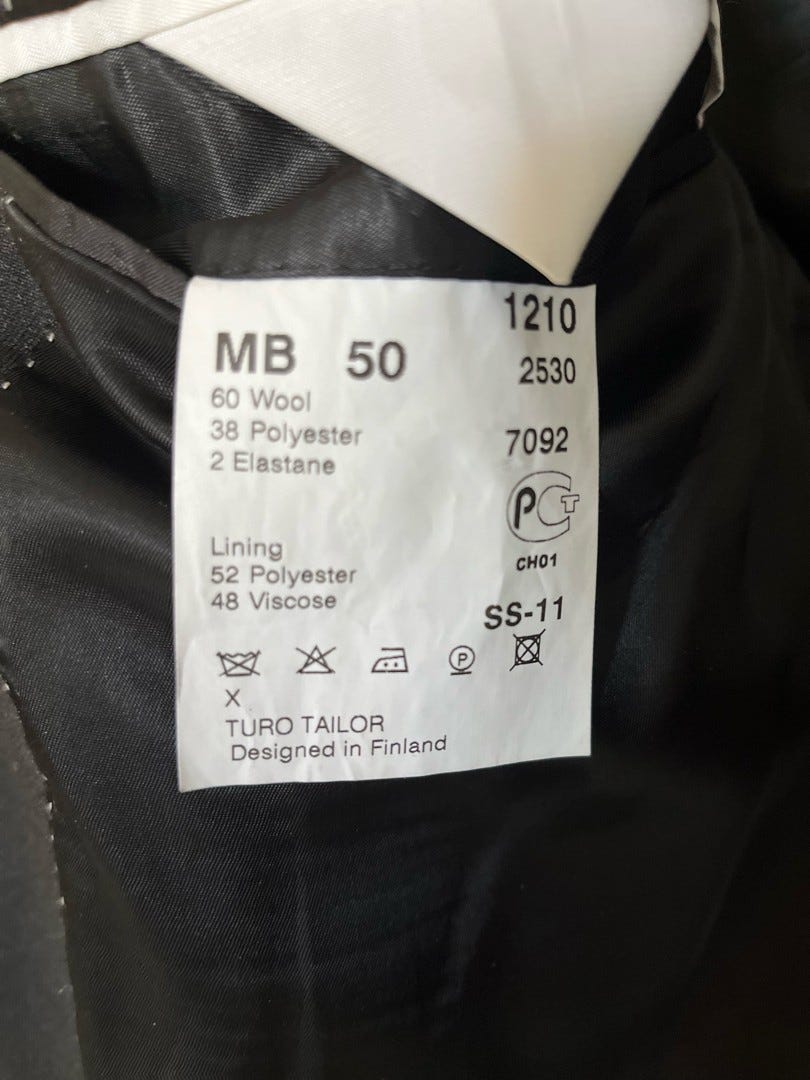 1210
MB 50
2530
60 Wool
38 Polyester
7092
2 Elastane
РСТ
CH01
Lining
52 Polyester
48 Viscose
SS-11
P
X
TURO TAILOR
Designed in Finland